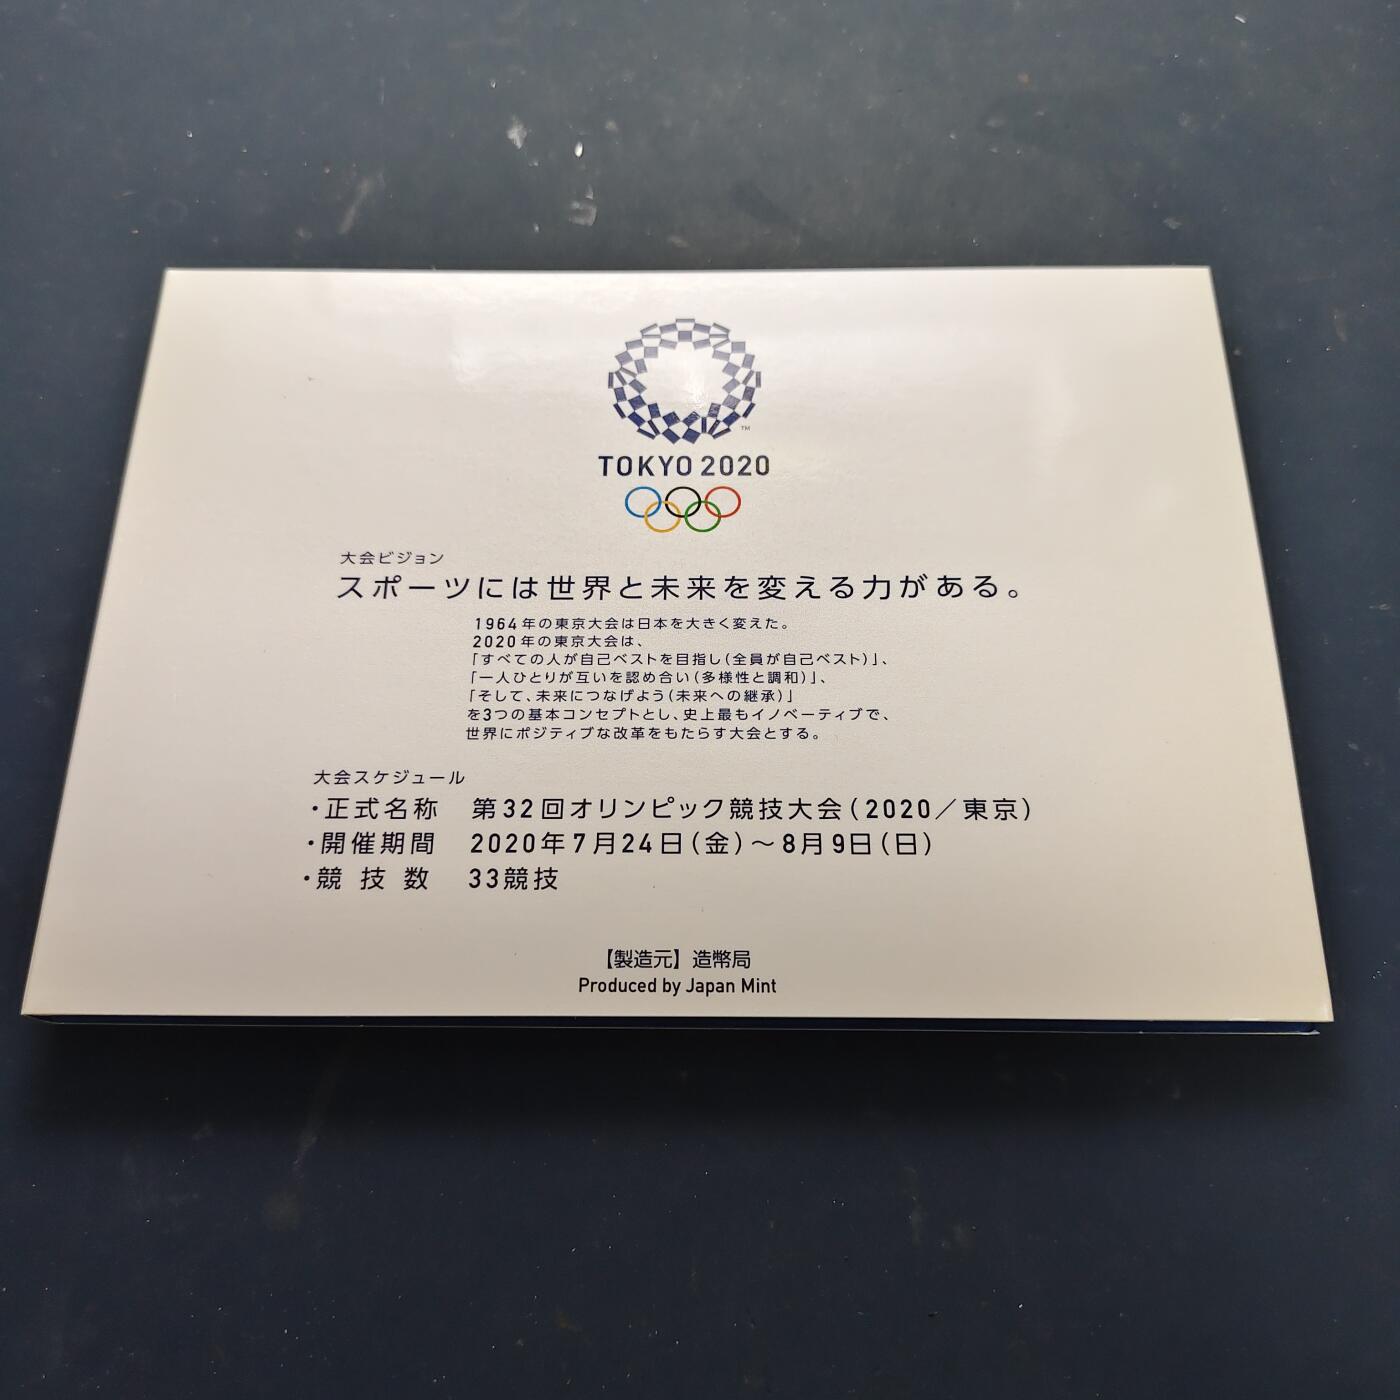 TM
TOKYO 2020
大会ビジョン
スポーツには世界と未来を変える力がある。
1964年の東京大会は日本を大きく変えた。
2020年の東京大会は、
「すべての人が自己ベストを目指し(全員が自己ベスト)」、
「一人ひとりが互いを認め合い(多様性と調和)」、
「そして、未来につなげよう(未来への継承)」
を3つの基本コンセプトとし、史上最もイノベーティブで、
世界にポジティブな改革をもたらす大会とする。
大会スケジュール
・正式名称 第32回オリンピック競技大会(2020／東京)
・開催期間 2020年7月24日(金)～8月9日(日)
・競技数 33競技
【製造元】造幣局
Produced by Japan Mint